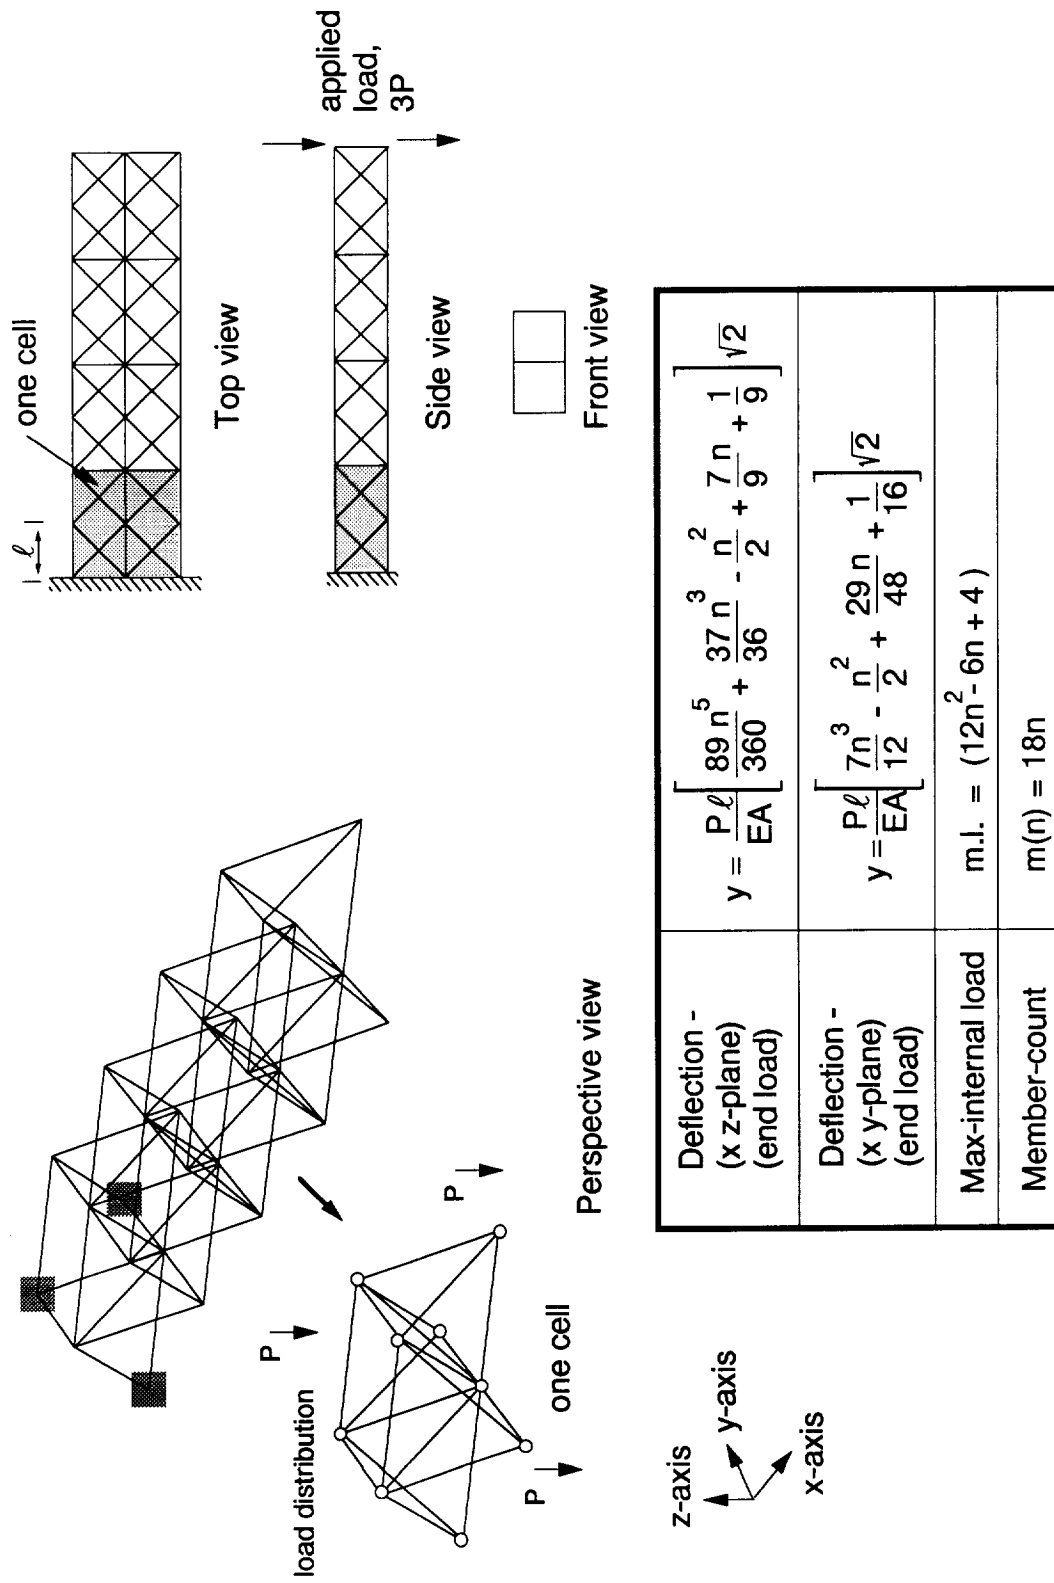 one cell
ℓ
Top view
applied
load,
3P
Side view
Front view
Perspective view
load distribution
P
P
P
one cell
z-axis
y-axis
x-axis
Deflection -
(x z-plane)
(end load)
y = Pℓ/EA [ 89 n^5/360 + 37 n^3/36 - n^2/2 + 7 n/9 + 1/9 ] √2
Deflection -
(x y-plane)
(end load)
y = Pℓ/EA [ 7n^3/12 - n^2/2 + 29 n/48 + 1/16 ] √2
Max-internal load
m.l. = (12n^2 - 6n + 4 )
Member-count
m(n) = 18n